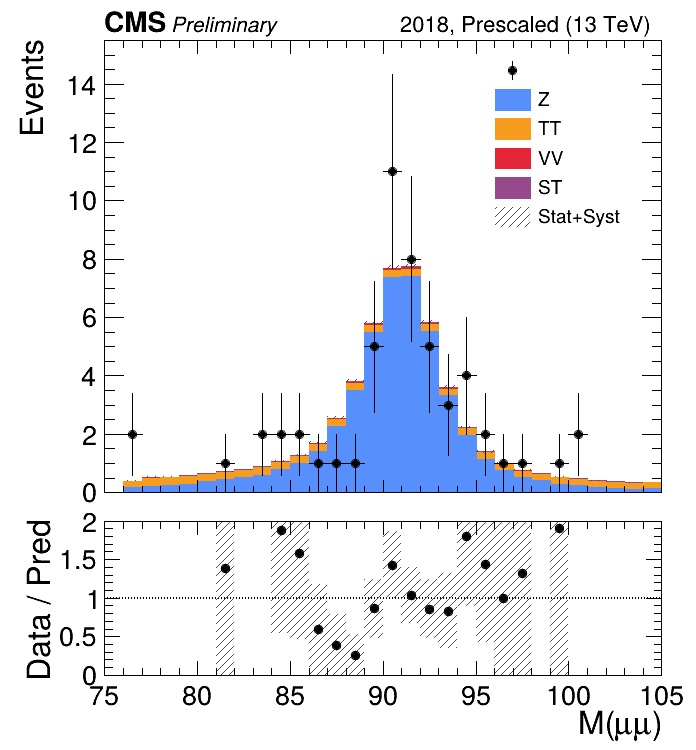 CMS Preliminary 2018, Prescaled (13 TeV)
Events
14
12
10
8
6
4
2
0
Z
TT
VV
ST
Stat+Syst
Data / Pred
2
1.5
1
0.5
0
75 80 85 90 95 100 105
M(μμ)